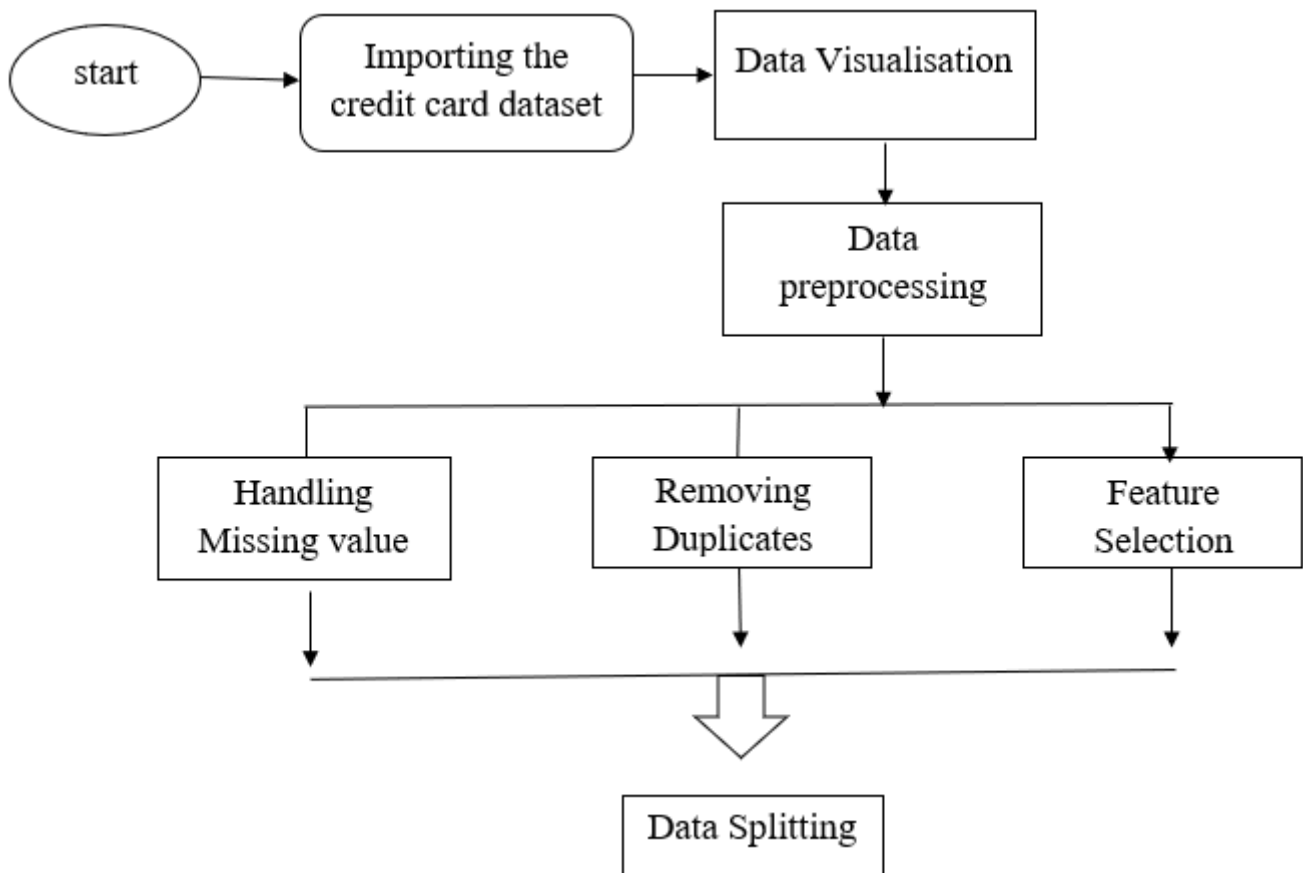 start
Importing the
credit card dataset
Data Visualisation
Data
preprocessing
Handling
Missing value
Removing
Duplicates
Feature
Selection
Data Splitting